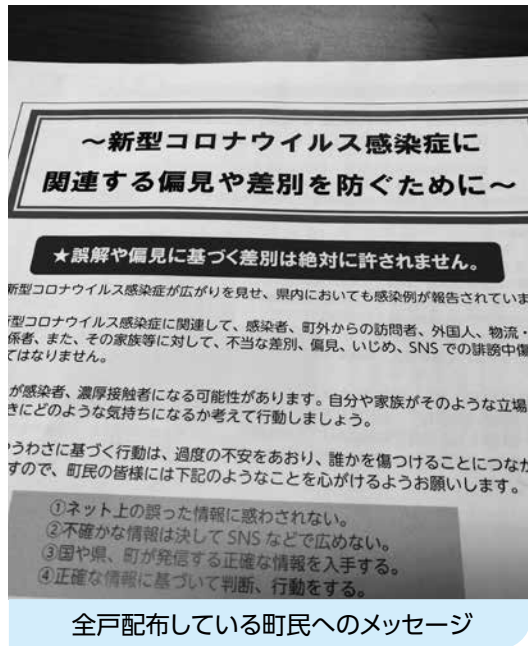 ～新型コロナウイルス感染症に
関連する偏見や差別を防ぐために～
★誤解や偏見に基づく差別は絶対に許されません。
新型コロナウイルス感染症が広がりを見せ、県内においても感染例が報告されていま
型コロナウイルス感染症に関連して、感染者、町外からの訪問者、外国人、物流・
係者、また、その家族等に対して、不当な差別、偏見、いじめ、SNSでの誹謗中傷
てはなりません。
が感染者、濃厚接触者になる可能性があります。自分や家族がそのような立場
きにどのような気持ちになるか考えて行動しましょう。
うわさに基づく行動は、過度の不安をあおり、誰かを傷つけることにつなが
すので、町民の皆様には下記のようなことを心がけるようお願いします。
①ネット上の誤った情報に惑わされない。
②不確かな情報は決してSNSなどで広めない。
③国や県、町が発信する正確な情報を入手する。
④正確な情報に基づいて判断、行動をする。
全戸配布している町民へのメッセージ